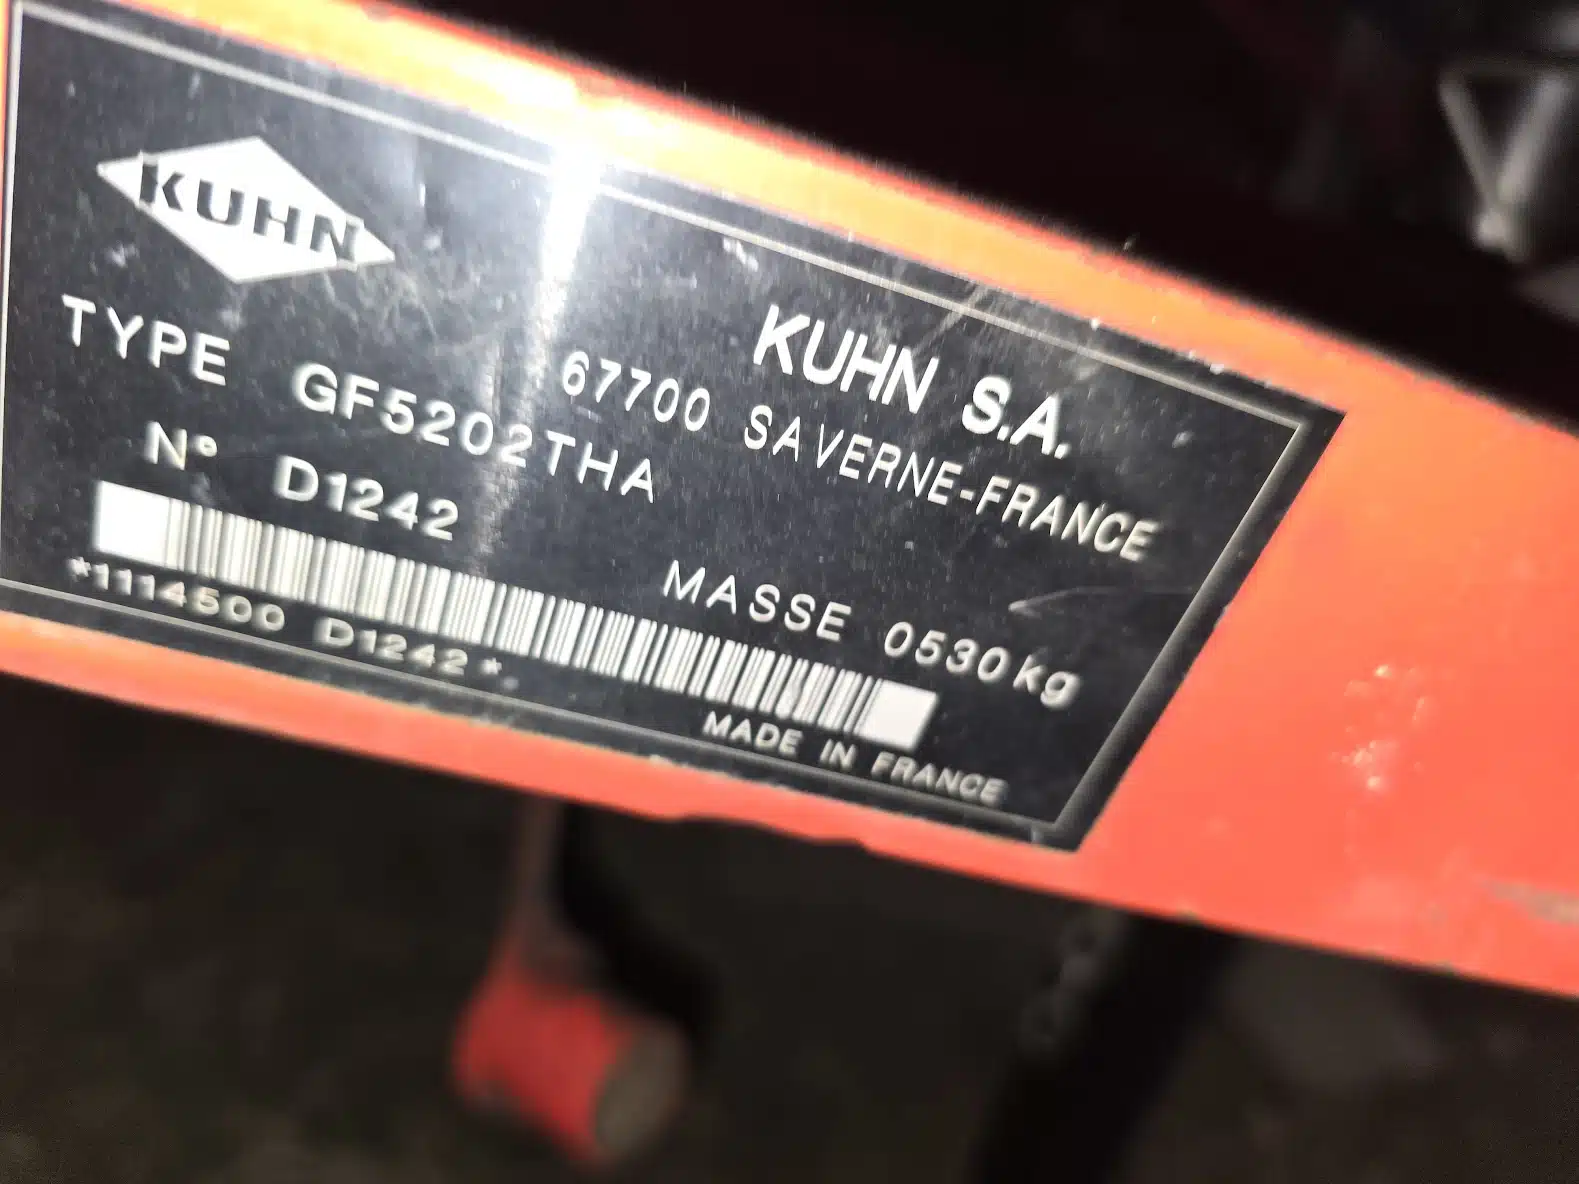 KUHN
KUHN S.A.
67700 SAVERNE-FRANCE
TYPE GF5202THA
N° D1242
MASSE 0530kg
*1114500 D1242*
MADE IN FRANCE